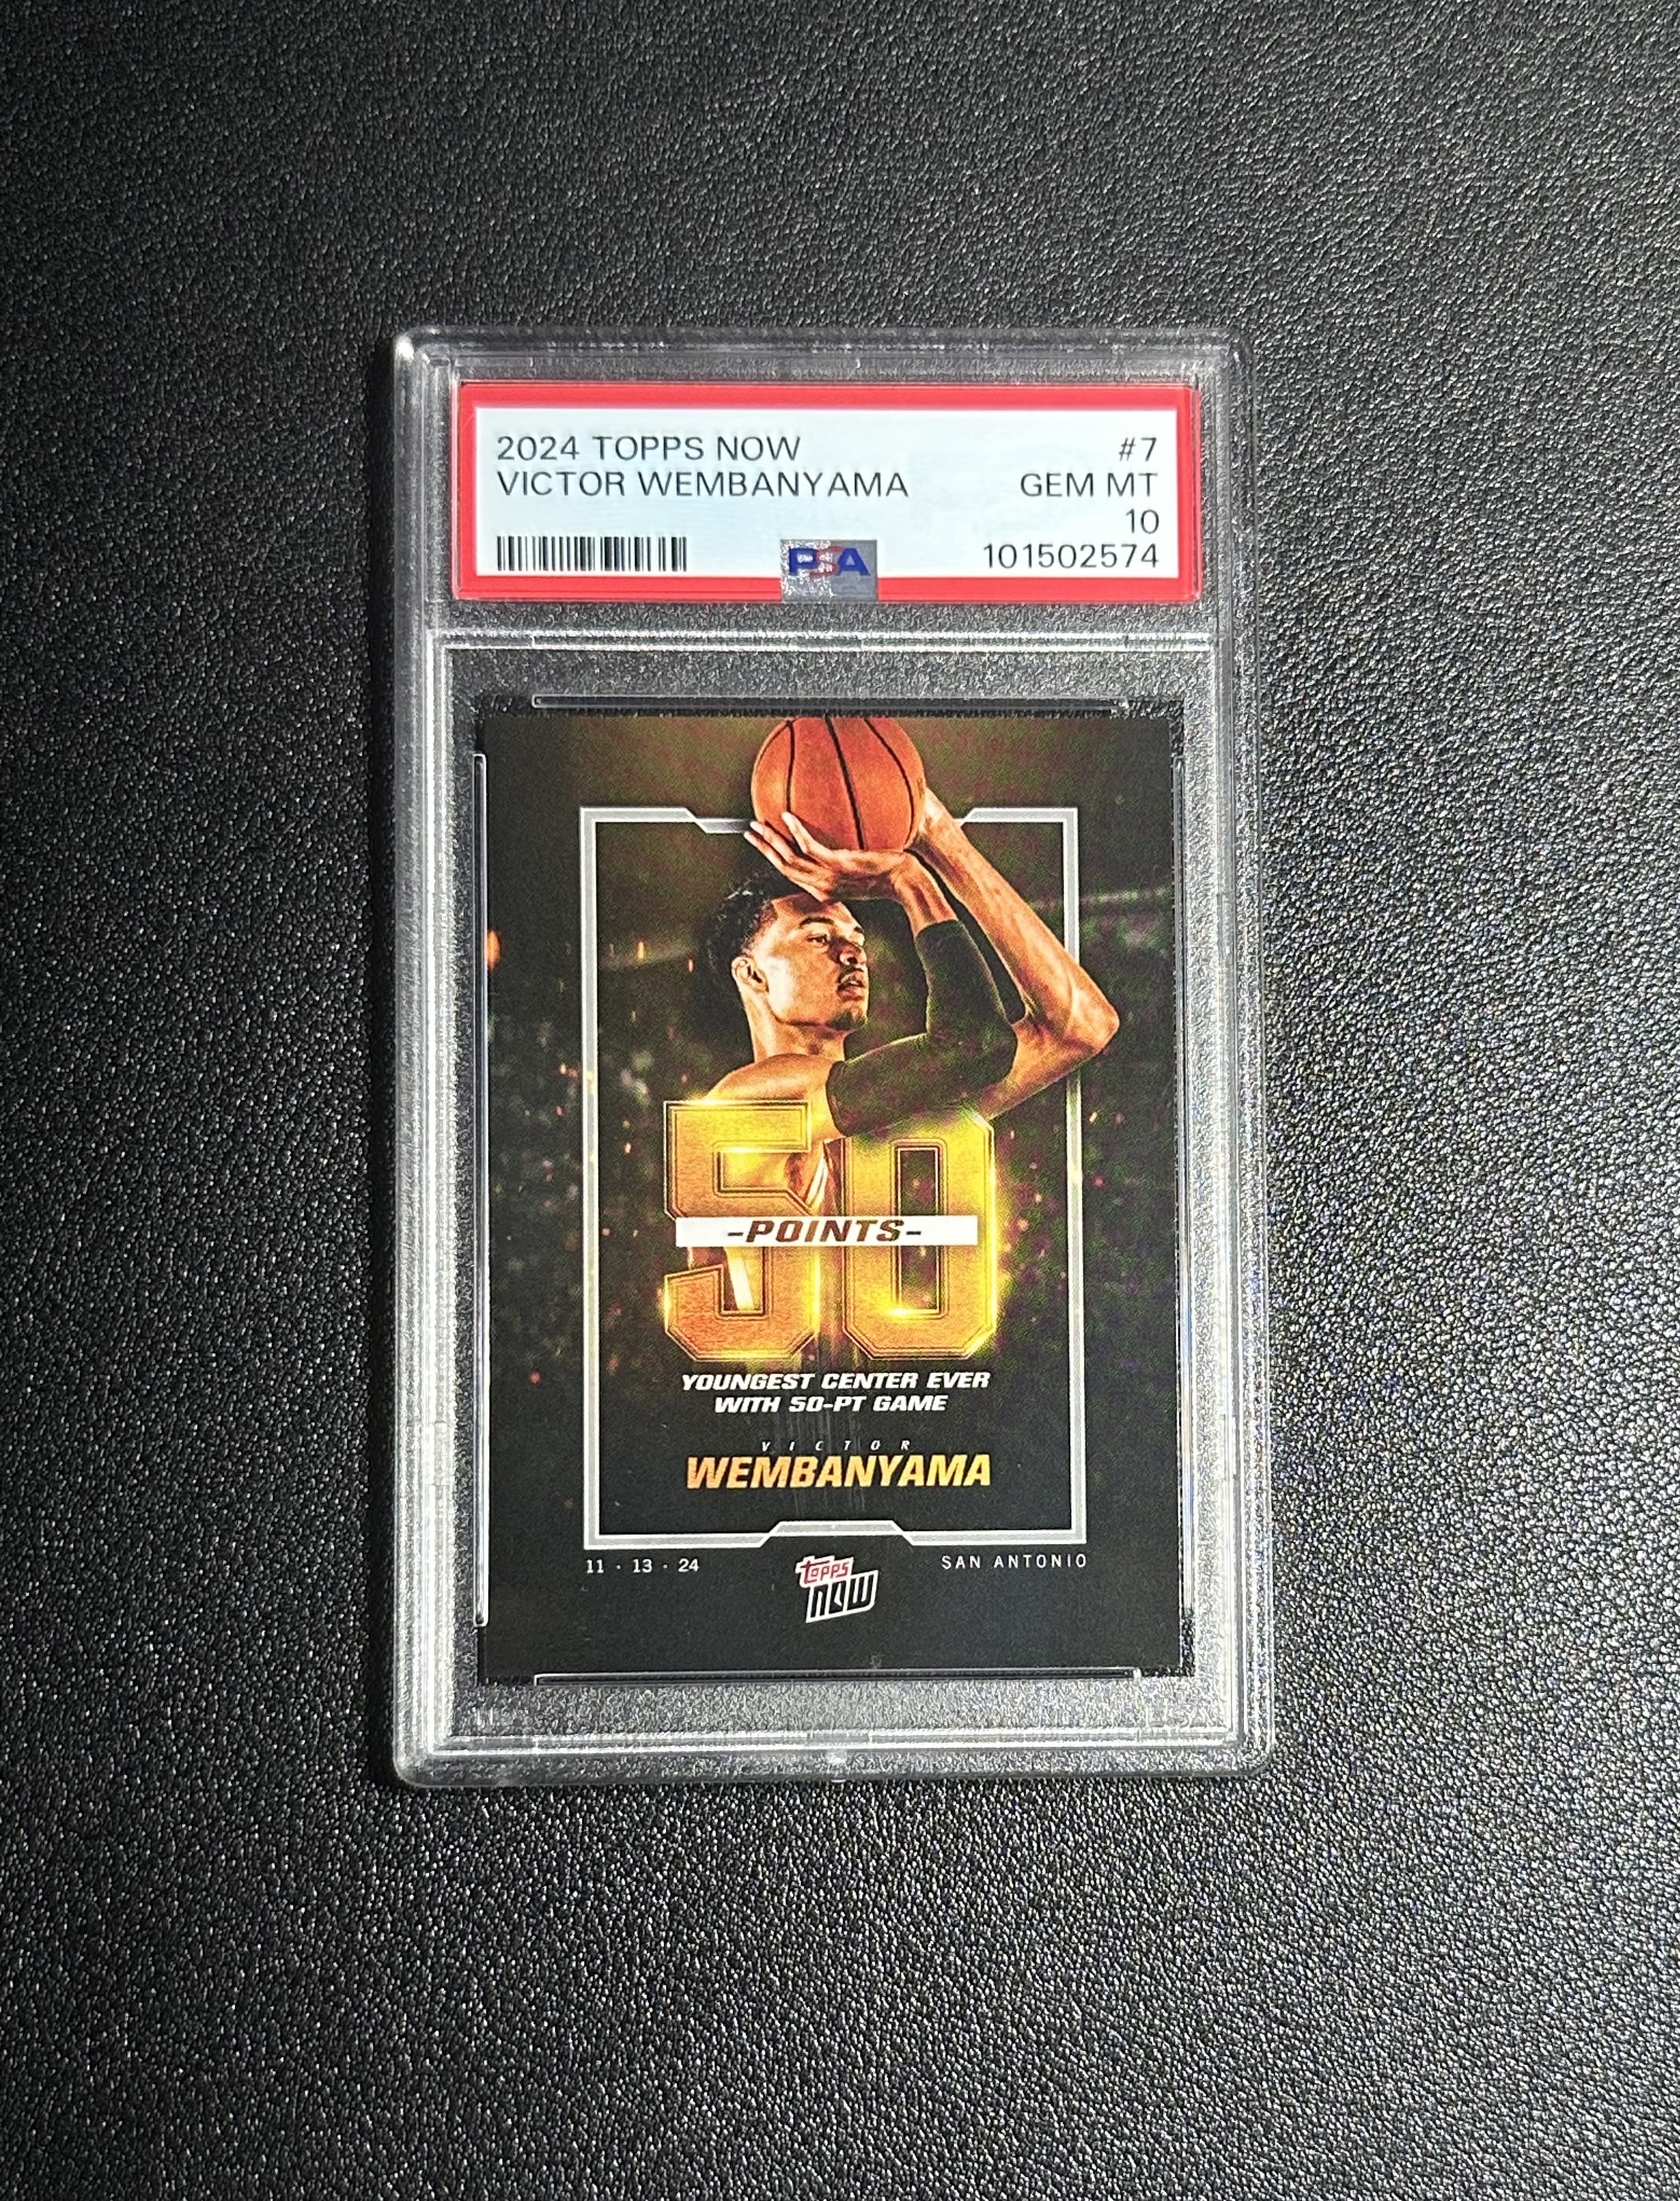 2024 TOPPS NOW #7
VICTOR WEMBANYAMA GEM MT
10
PSA 101502574
50
-POINTS-
YOUNGEST CENTER EVER
WITH 50-PT GAME
VICTOR
WEMBANYAMA
11 · 13 · 24 SAN ANTONIO
topps
NOW